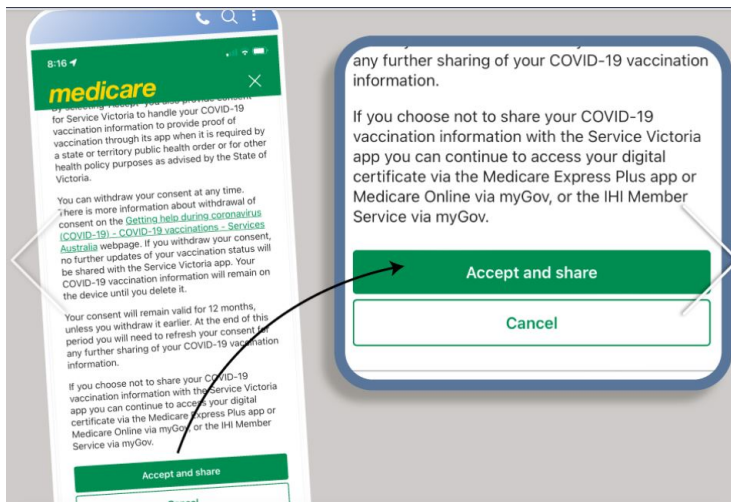 8:16
medicare
By selecting 'Accept' you also provide consent
for Service Victoria to handle your COVID-19
vaccination information to provide proof of
vaccination through its app when it is required by
a state or territory public health order or for other
health policy purposes as advised by the State of
Victoria.
You can withdraw your consent at any time.
There is more information about withdrawal of
consent on the Getting help during coronavirus
(COVID-19) - COVID-19 vaccinations - Services
Australia webpage. If you withdraw your consent,
no further updates of your vaccination status will
be shared with the Service Victoria app. Your
COVID-19 vaccination information will remain on
the device until you delete it.
Your consent will remain valid for 12 months,
unless you withdraw it earlier. At the end of this
period you will need to refresh your consent for
any further sharing of your COVID-19 vaccination
information.
If you choose not to share your COVID-19
vaccination information with the Service Victoria
app you can continue to access your digital
certificate via the Medicare Express Plus app or
Medicare Online via myGov, or the IHI Member
Service via myGov.
Accept and share
Cancel
any further sharing of your COVID-19 vaccination
information.
If you choose not to share your COVID-19
vaccination information with the Service Victoria
app you can continue to access your digital
certificate via the Medicare Express Plus app or
Medicare Online via myGov, or the IHI Member
Service via myGov.
Accept and share
Cancel